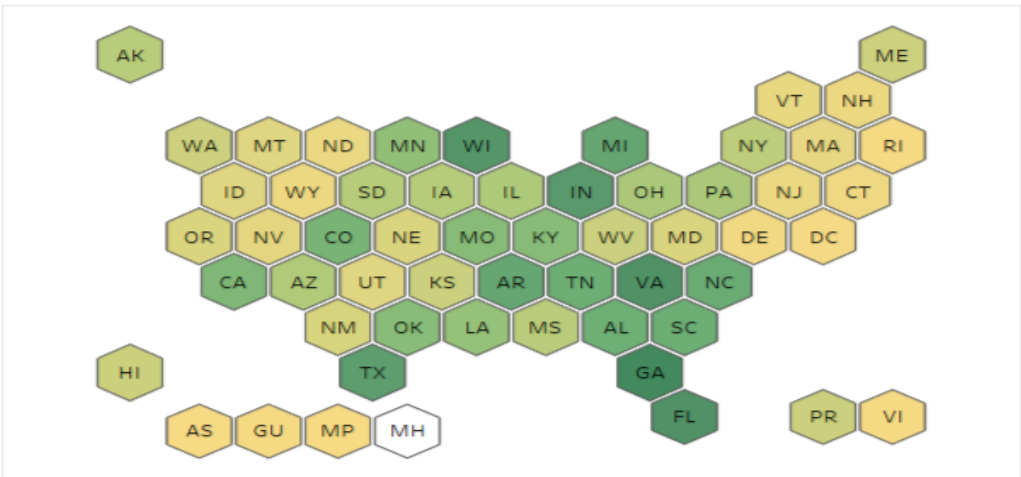 AK ME
VT NH
WA MT ND MN WI MI NY MA RI
ID WY SD IA IL IN OH PA NJ CT
OR NV CO NE MO KY WV MD DE DC
CA AZ UT KS AR TN VA NC
NM OK LA MS AL SC
HI TX GA
AS GU MP MH FL PR VI